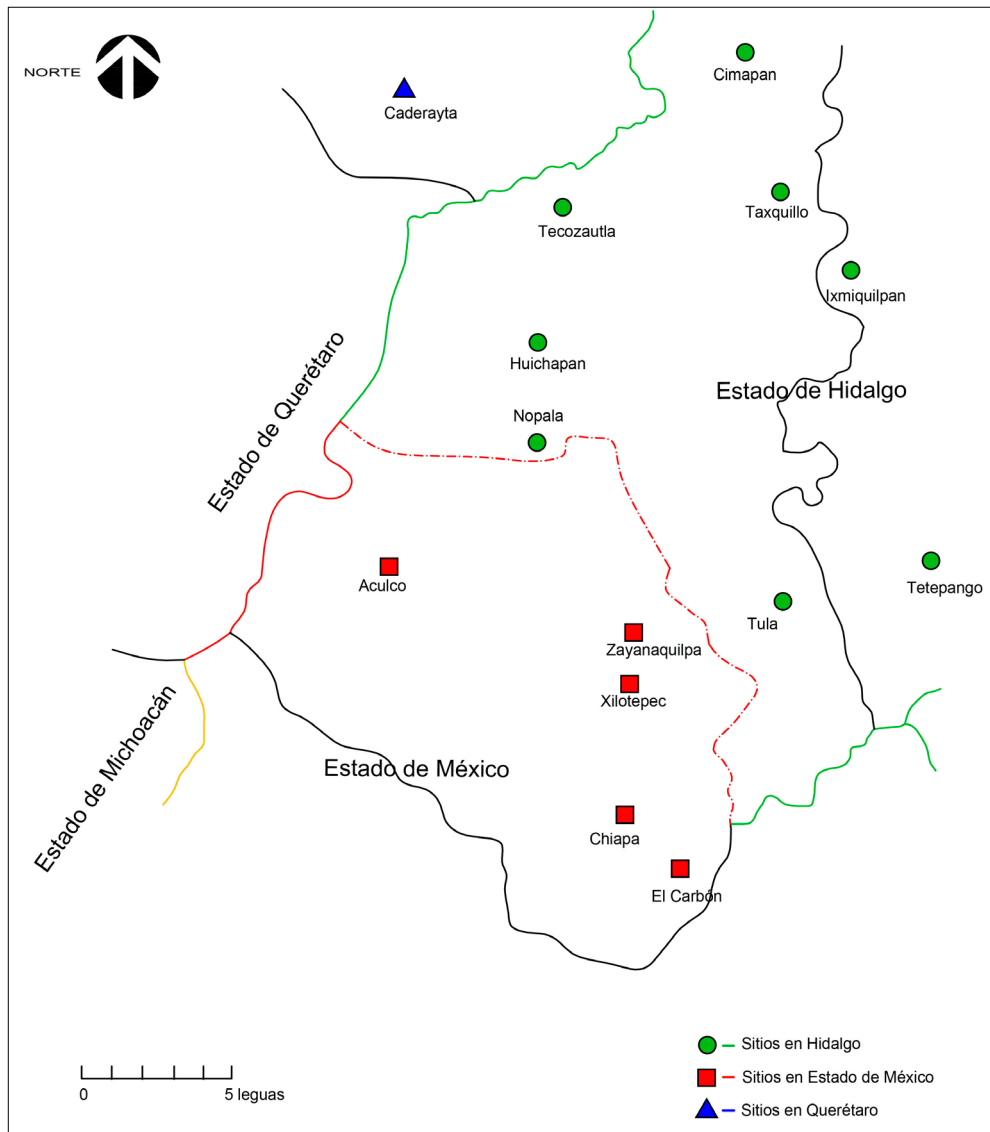 NORTE
Caderayta
Cimapan
Taxquillo
Tecozautla
Ixmiquilpan
Huichapan
Estado de Querétaro
Estado de Hidalgo
Nopala
Aculco
Tetepango
Tula
Zayanaquilpa
Xilotepec
Estado de Michoacán
Estado de México
Chiapa
El Carbón
Sitios en Hidalgo
Sitios en Estado de México
Sitios en Querétaro
0 5 leguas